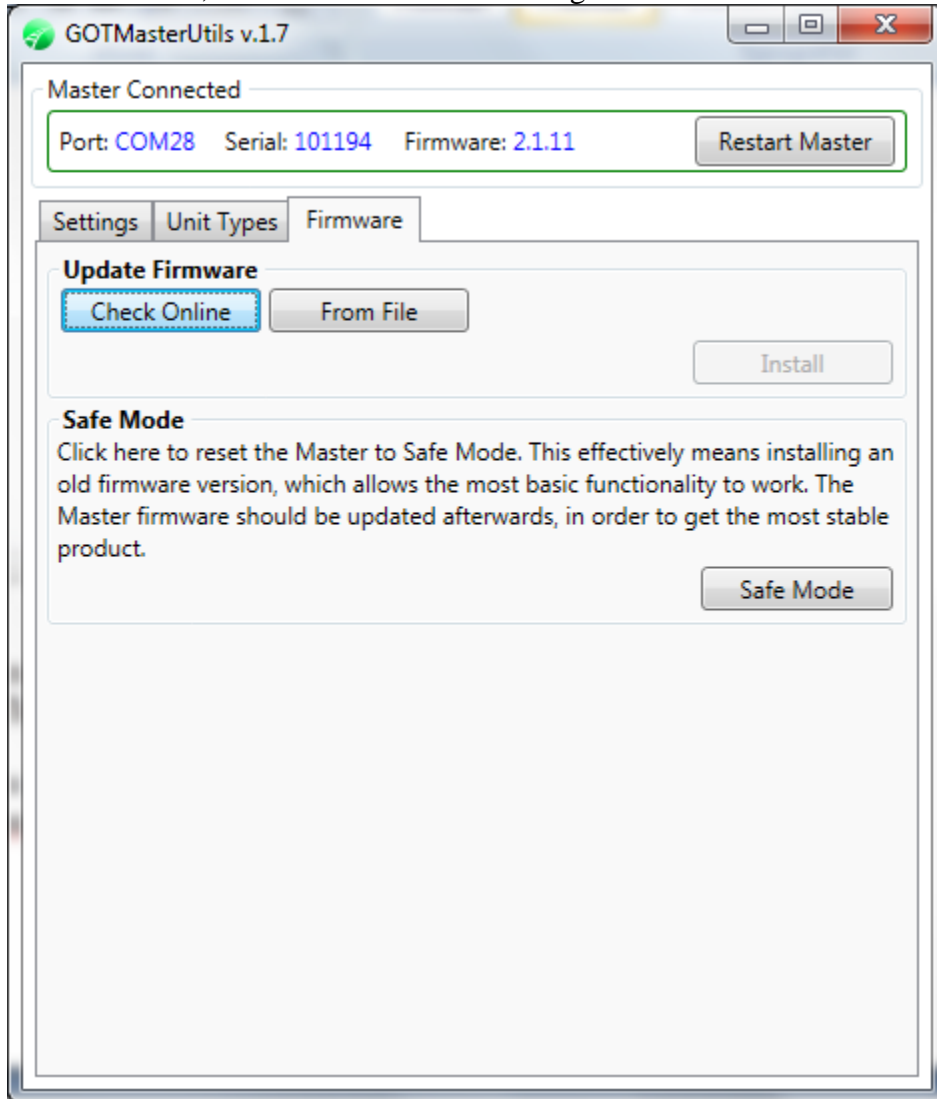 GOTMasterUtils v.1.7
Master Connected
Port: COM28 Serial: 101194 Firmware: 2.1.11 Restart Master
Settings Unit Types Firmware
Update Firmware
Check Online From File
Install
Safe Mode
Click here to reset the Master to Safe Mode. This effectively means installing an
old firmware version, which allows the most basic functionality to work. The
Master firmware should be updated afterwards, in order to get the most stable
product.
Safe Mode